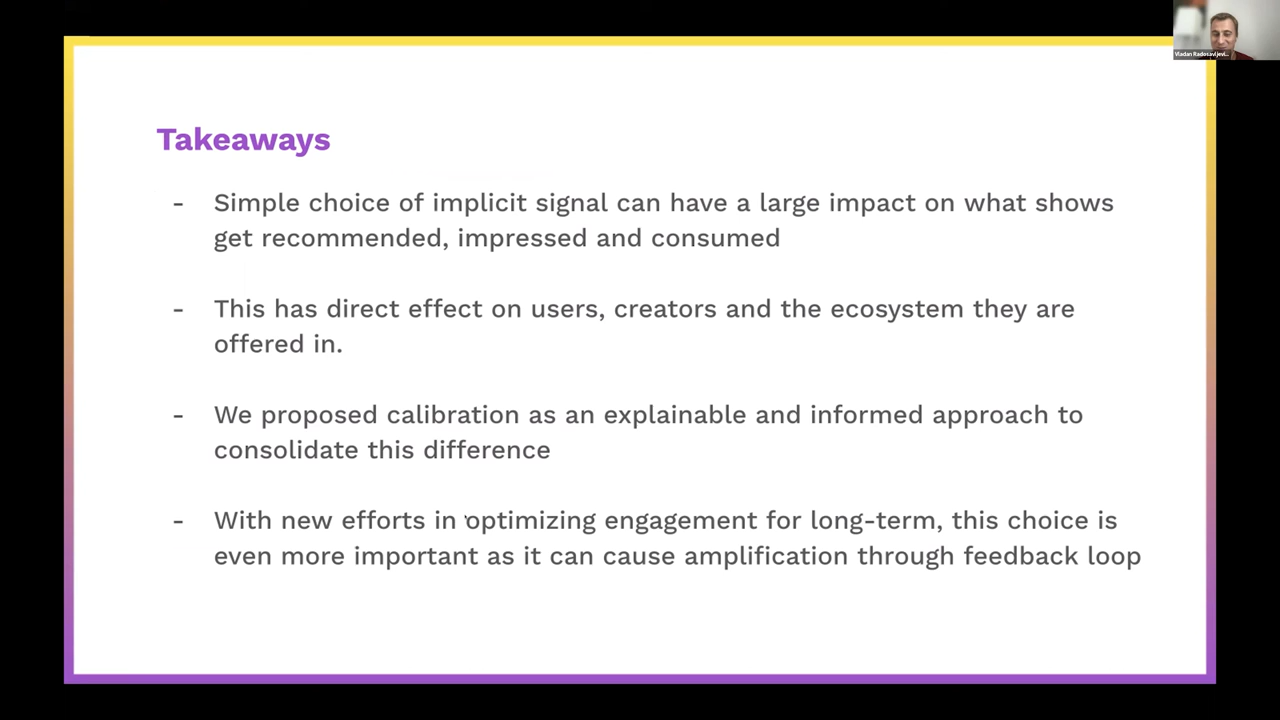 Vladan Radosavljevi...
Takeaways
- Simple choice of implicit signal can have a large impact on what shows
get recommended, impressed and consumed
- This has direct effect on users, creators and the ecosystem they are
offered in.
- We proposed calibration as an explainable and informed approach to
consolidate this difference
- With new efforts in optimizing engagement for long-term, this choice is
even more important as it can cause amplification through feedback loop